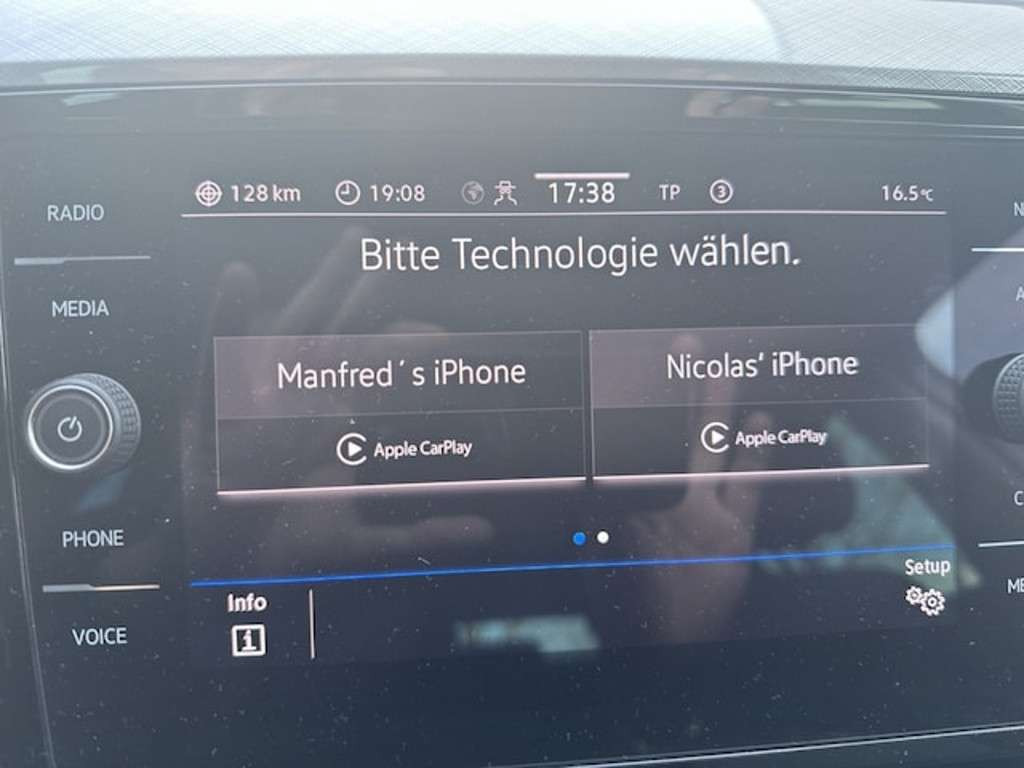 128 km 19:08 17:38 TP 3 16.5°C
RADIO
Bitte Technologie wählen.
MEDIA
Manfred´s iPhone
Nicolas' iPhone
Apple CarPlay
Apple CarPlay
PHONE
Setup
Info
VOICE